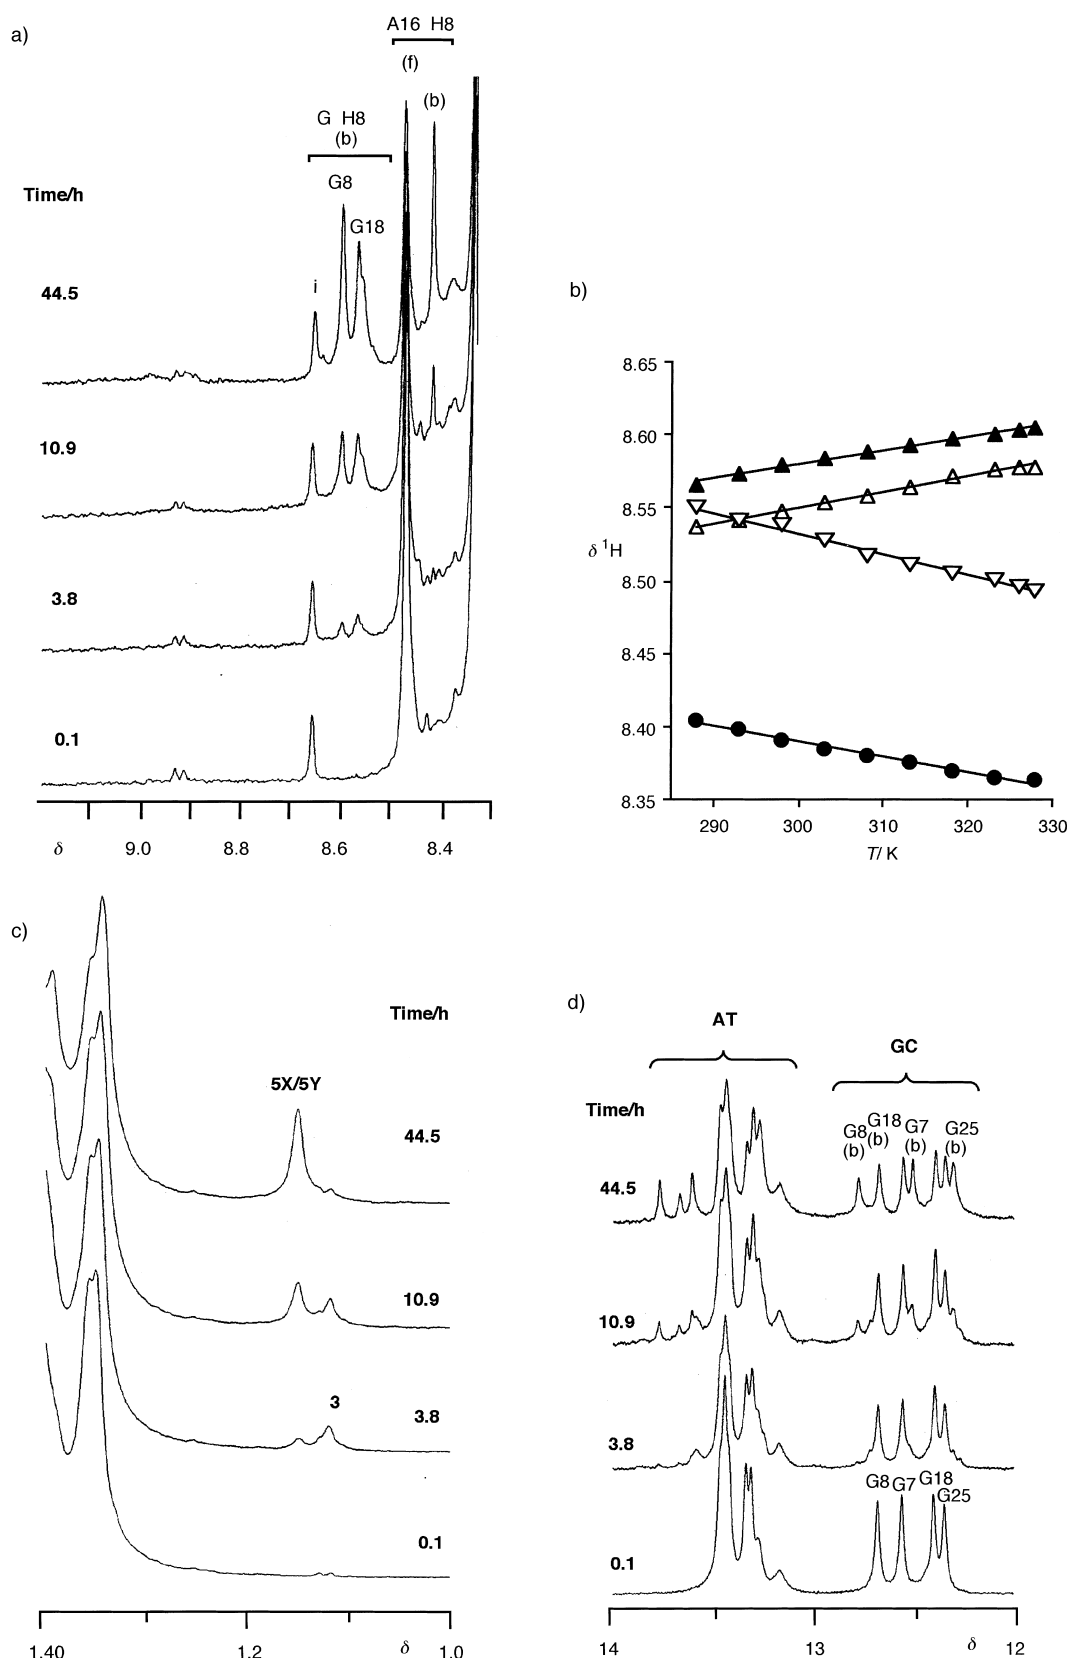 a)
A16 H8
(f)
(b)
G H8
(b)
G8
G18
i
Time/h
44.5
10.9
3.8
0.1
δ
9.0
8.8
8.6
8.4
b)
8.65
8.60
8.55
8.50
8.45
8.40
8.35
δ ¹H
290
300
310
320
330
T/ K
c)
Time/h
5X/5Y
44.5
10.9
3
3.8
0.1
1.40
1.2
δ
1.0
d)
AT
GC
Time/h
G8
(b)
G18
(b)
G7
(b)
G25
(b)
44.5
10.9
3.8
G8
G7
G18
G25
0.1
14
13
δ
12